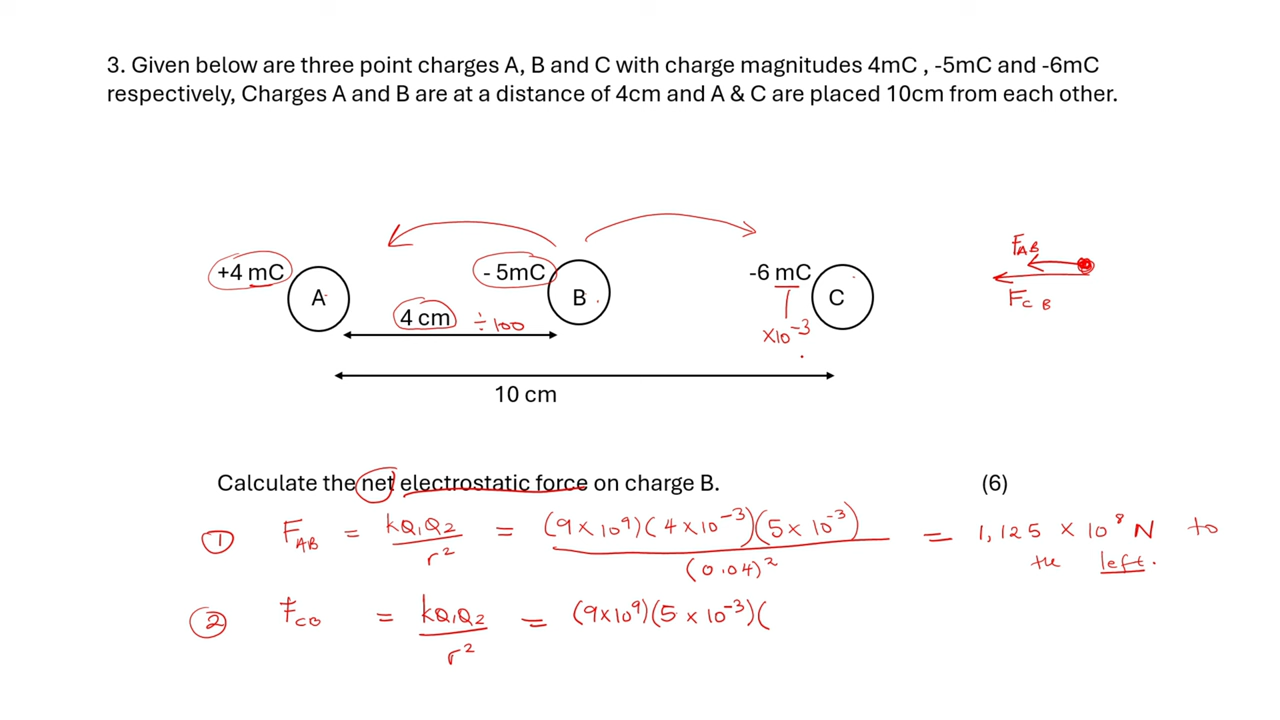 3. Given below are three point charges A, B and C with charge magnitudes 4mC , -5mC and -6mC
respectively, Charges A and B are at a distance of 4cm and A & C are placed 10cm from each other.
F_AB
+4 mC - 5mC -6 mC
A B C
F_CB
4 cm ÷100 ×10⁻³
10 cm
Calculate the net electrostatic force on charge B. (6)
① F_AB = kQ₁Q₂/r² = (9×10⁹)(4×10⁻³)(5×10⁻³)/(0.04)² = 1,125 × 10⁸ N to
the left.
② F_CB = kQ₁Q₂/r² = (9×10⁹)(5×10⁻³)(